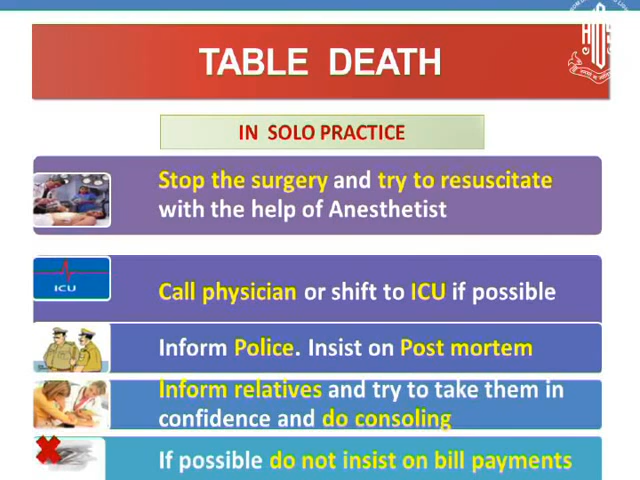 TABLE DEATH
IN SOLO PRACTICE
Stop the surgery and try to resuscitate
with the help of Anesthetist
ICU
Call physician or shift to ICU if possible
Inform Police. Insist on Post mortem
Inform relatives and try to take them in
confidence and do consoling
If possible do not insist on bill payments